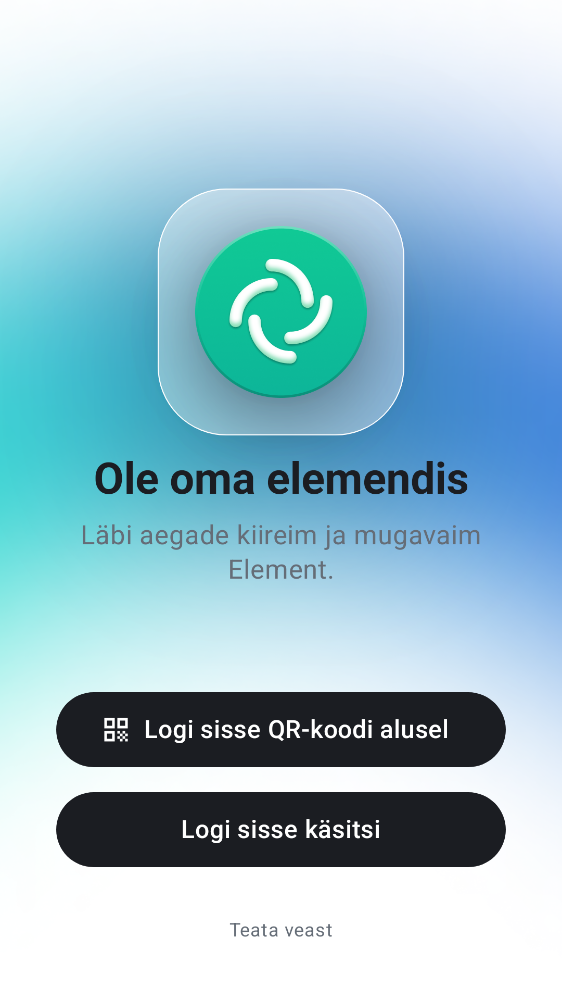 Ole oma elemendis
Läbi aegade kiireim ja mugavaim
Element.
Logi sisse QR-koodi alusel
Logi sisse käsitsi
Teata veast